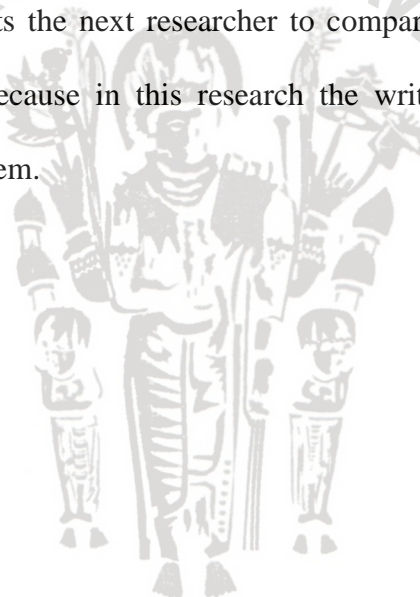 ts the next researcher to compar
ecause in this research the writ
em.